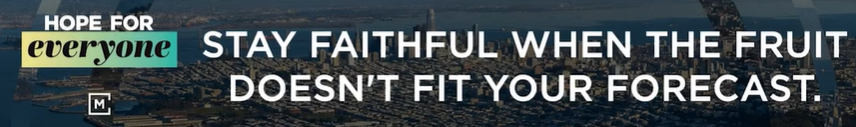 HOPE FOR
everyone
M
STAY FAITHFUL WHEN THE FRUIT
DOESN'T FIT YOUR FORECAST.